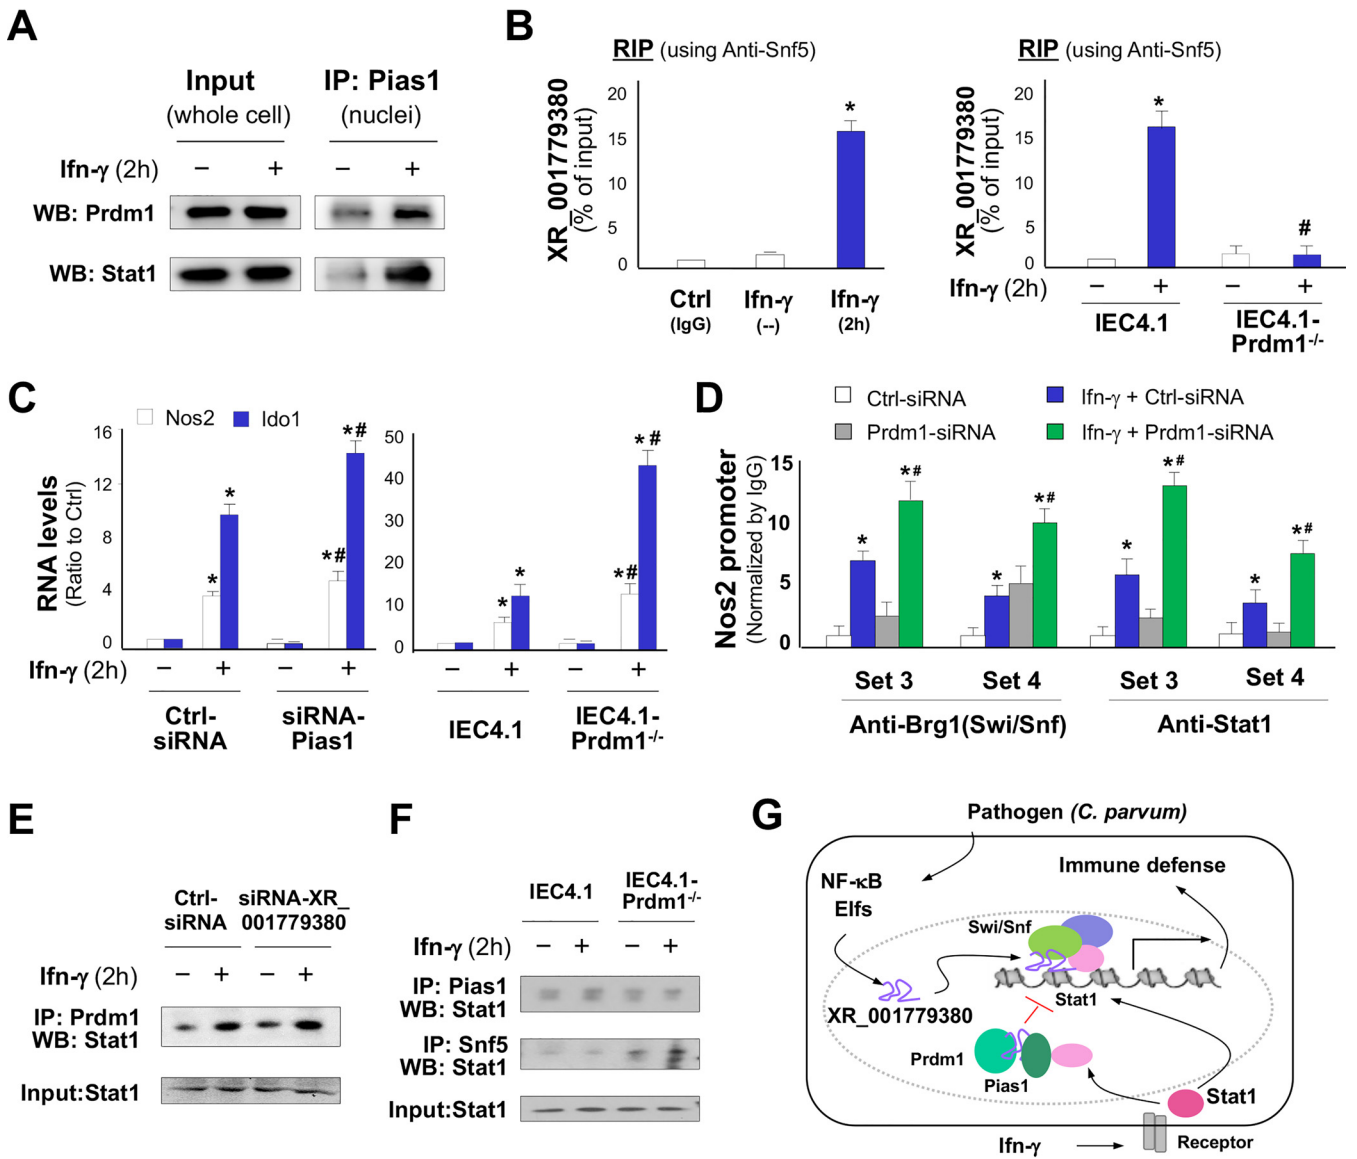 A
Input
(whole cell)
IP: Pias1
(nuclei)
Ifn-γ (2h)
− + − +
WB: Prdm1
WB: Stat1
B
RIP (using Anti-Snf5)
XR_001779380
(% of input)
20
15
10
5
0
*
Ctrl
(IgG)
Ifn-γ
(--)
Ifn-γ
(2h)
RIP (using Anti-Snf5)
XR_001779380
(% of input)
20
15
10
5
0
*
#
Ifn-γ (2h)
− + − +
IEC4.1
IEC4.1-
Prdm1-/-
C
Nos2
Ido1
RNA levels
(Ratio to Ctrl)
16
12
8
4
0
* * *# *#
50
40
30
20
10
0
* * *# *#
Ifn-γ (2h)
− + − + − + − +
Ctrl-
siRNA
siRNA-
Pias1
IEC4.1
IEC4.1-
Prdm1-/-
D
Ctrl-siRNA
Prdm1-siRNA
Ifn-γ + Ctrl-siRNA
Ifn-γ + Prdm1-siRNA
Nos2 promoter
(Normalized by IgG)
15
10
5
0
* *# * *# * *# * *#
Set 3
Set 4
Set 3
Set 4
Anti-Brg1(Swi/Snf)
Anti-Stat1
E
Ctrl-
siRNA
siRNA-XR_
001779380
Ifn-γ (2h)
− + − +
IP: Prdm1
WB: Stat1
Input:Stat1
F
IEC4.1
IEC4.1-
Prdm1-/-
Ifn-γ (2h)
− + − +
IP: Pias1
WB: Stat1
IP: Snf5
WB: Stat1
Input:Stat1
G
Pathogen (C. parvum)
NF-κB
Elfs
Immune defense
Swi/Snf
Stat1
XR_001779380
Prdm1
Pias1
Stat1
Ifn-γ
Receptor